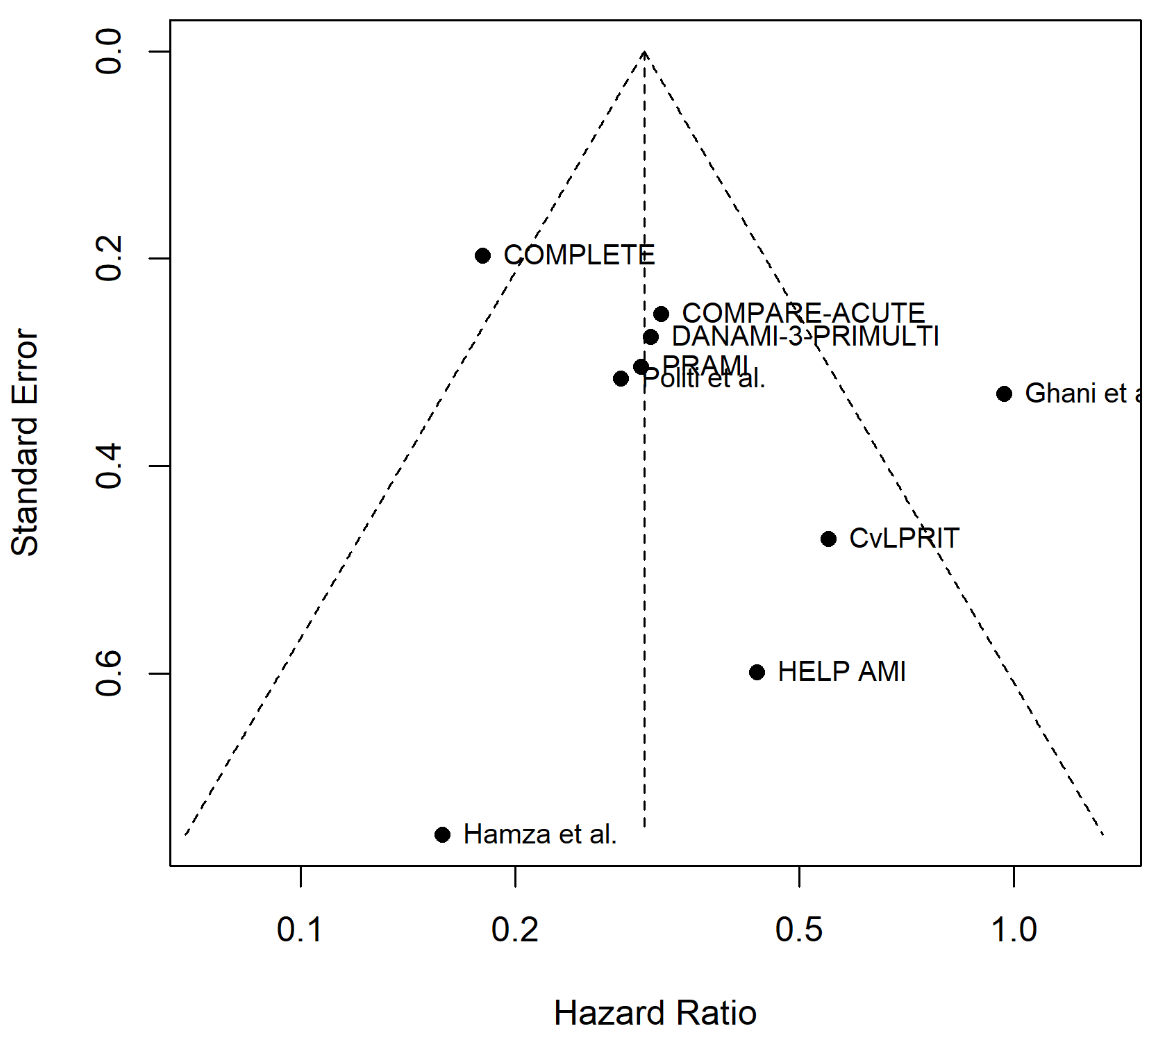 0.0
0.2
0.4
0.6
Standard Error
COMPLETE
COMPARE-ACUTE
DANAMI-3-PRIMULTI
PRAMI
Politi et al.
Ghani et a
CvLPRIT
HELP AMI
Hamza et al.
0.1 0.2 0.5 1.0
Hazard Ratio